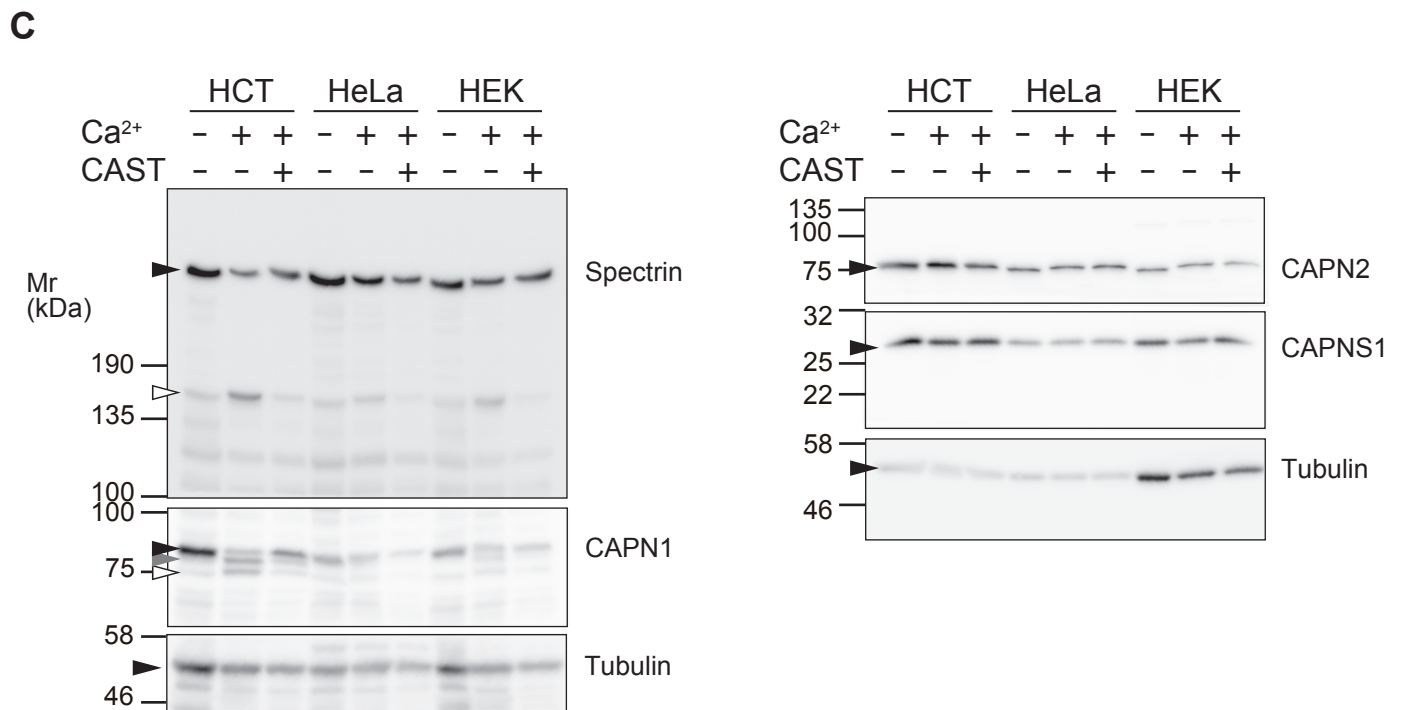 C
HCT HeLa HEK
Ca²⁺ − + + − + + − + +
CAST − − + − − + − − +
Mr
(kDa)
Spectrin
190
135
100
100
CAPN1
75
58
Tubulin
46
HCT HeLa HEK
Ca²⁺ − + + − + + − + +
CAST − − + − − + − − +
135
100
75
CAPN2
32
CAPNS1
25
22
58
Tubulin
46